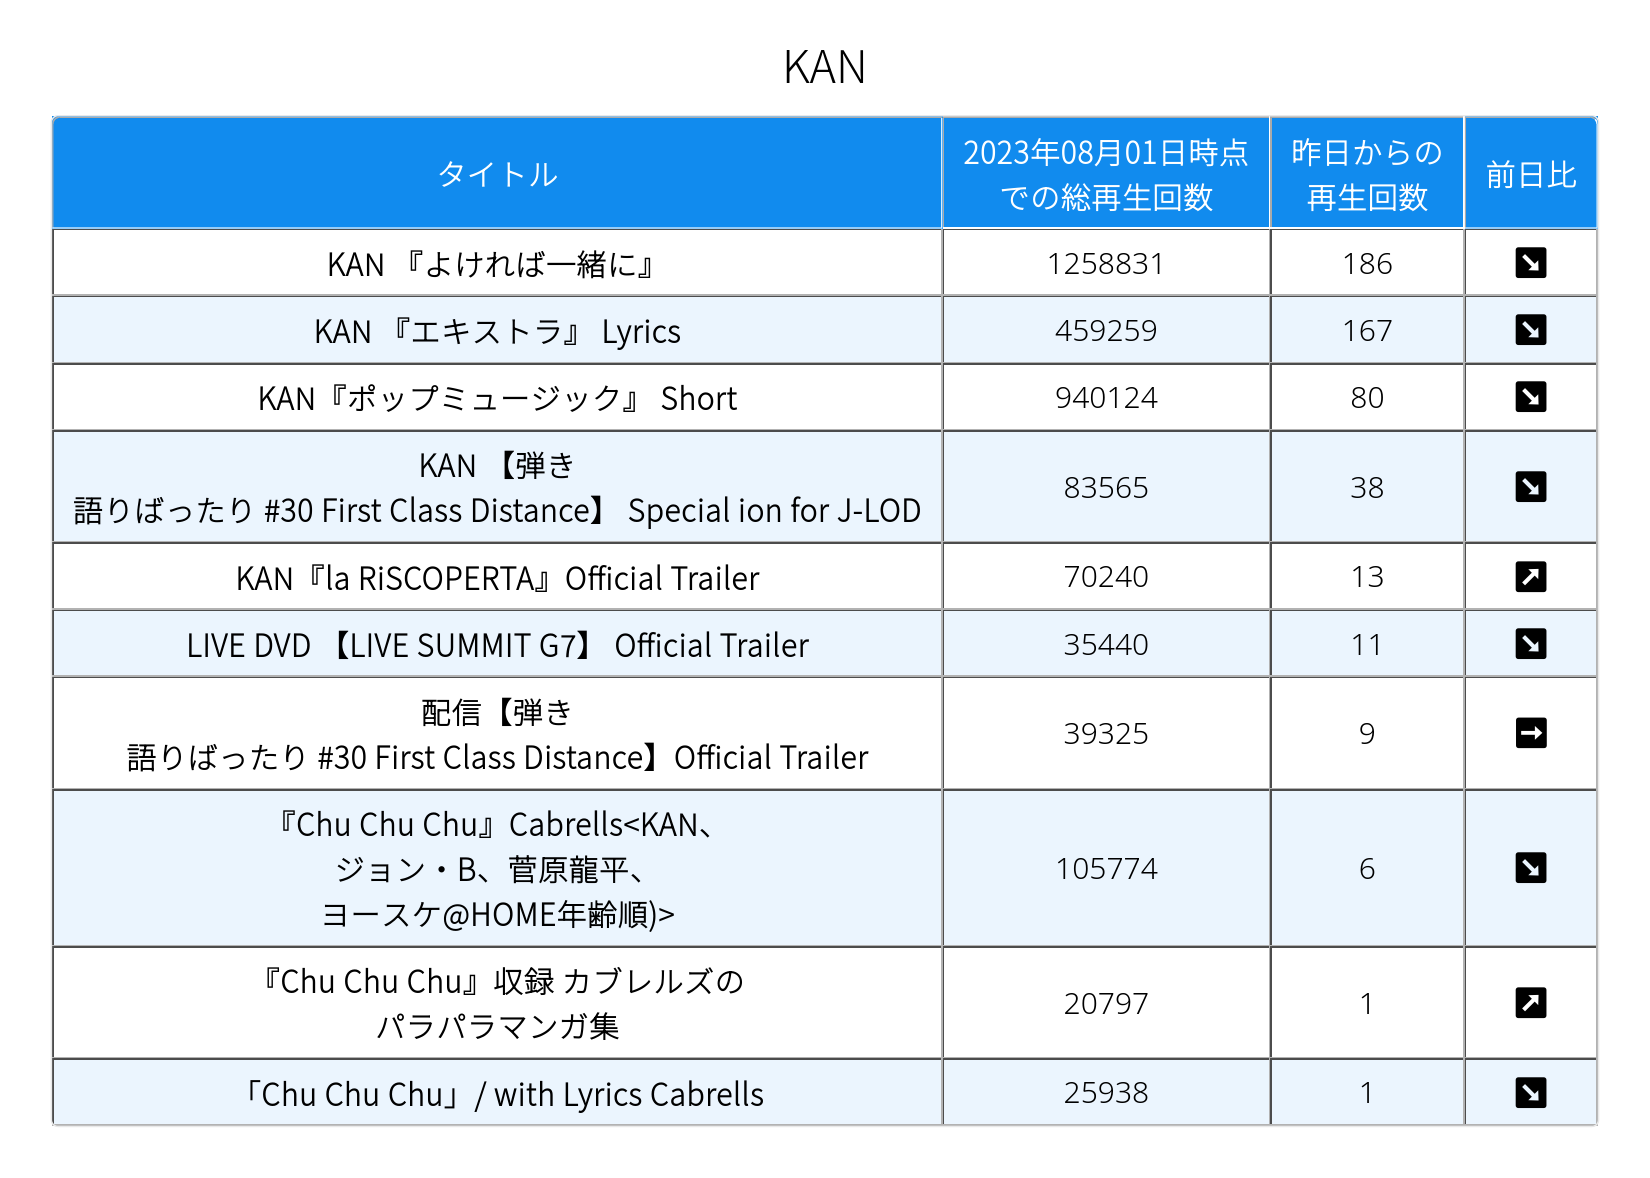 KAN
タイトル
2023年08月01日時点
での総再生回数
昨日からの
再生回数
前日比
KAN 『よければ一緒に』
1258831
186
KAN 『エキストラ』 Lyrics
459259
167
KAN『ポップミュージック』 Short
940124
80
KAN 【弾き
語りばったり #30 First Class Distance】 Special ion for J-LOD
83565
38
KAN『la RiSCOPERTA』Official Trailer
70240
13
LIVE DVD 【LIVE SUMMIT G7】 Official Trailer
35440
11
配信【弾き
語りばったり #30 First Class Distance】Official Trailer
39325
9
『Chu Chu Chu』Cabrells<KAN、
ジョン・B、菅原龍平、
ヨースケ@HOME年齢順)>
105774
6
『Chu Chu Chu』収録 カブレルズの
パラパラマンガ集
20797
1
「Chu Chu Chu」/ with Lyrics Cabrells
25938
1